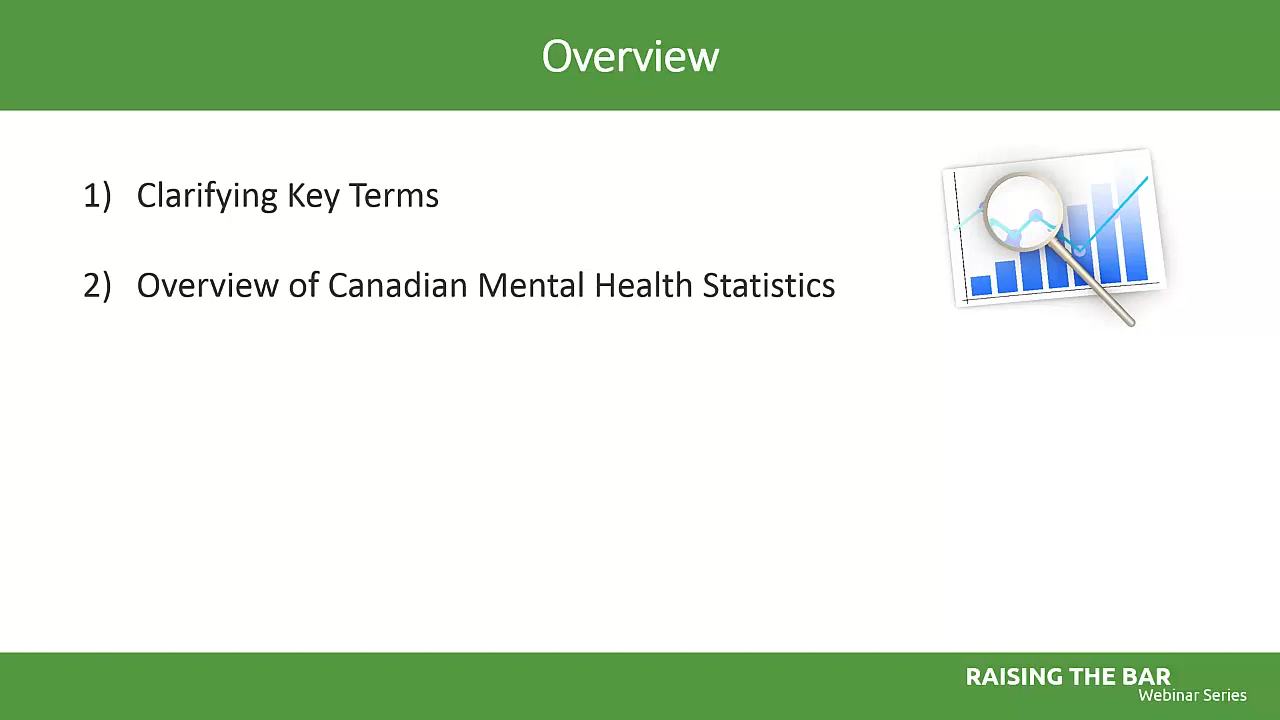 Overview
1) Clarifying Key Terms
2) Overview of Canadian Mental Health Statistics
RAISING THE BAR
Webinar Series